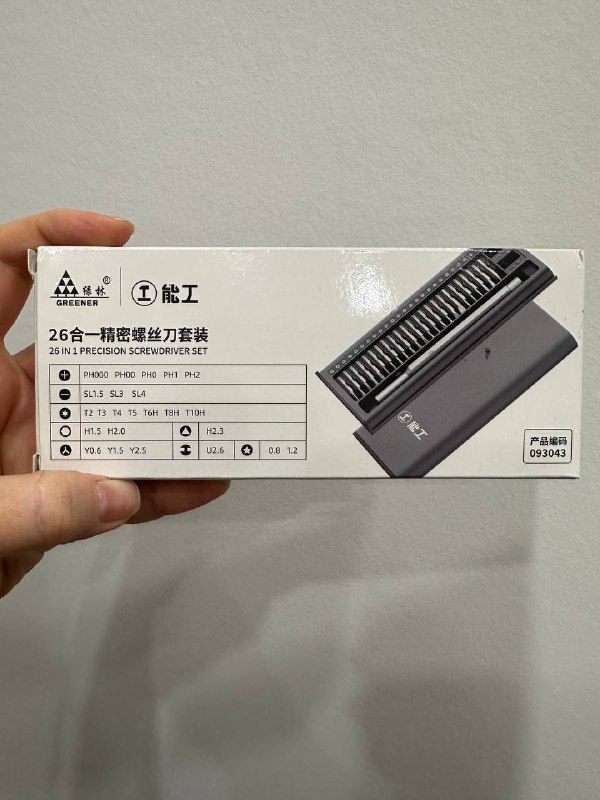 绿林®
GREENER
工 能工
26合一精密螺丝刀套装
26 IN 1 PRECISION SCREWDRIVER SET
PH000 PH00 PH0 PH1 PH2
SL1.5 SL3 SL4
T2 T3 T4 T5 T6H T8H T10H
H1.5 H2.0 H2.3
Y0.6 Y1.5 Y2.5 U2.6 0.8 1.2
工 能工
产品编码
093043